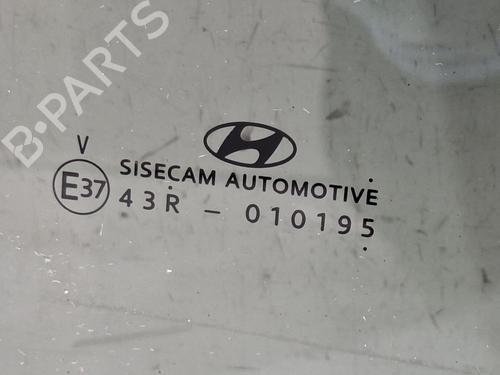 B-PARTS
V
E37
SISECAM AUTOMOTIVE
43R - 010195